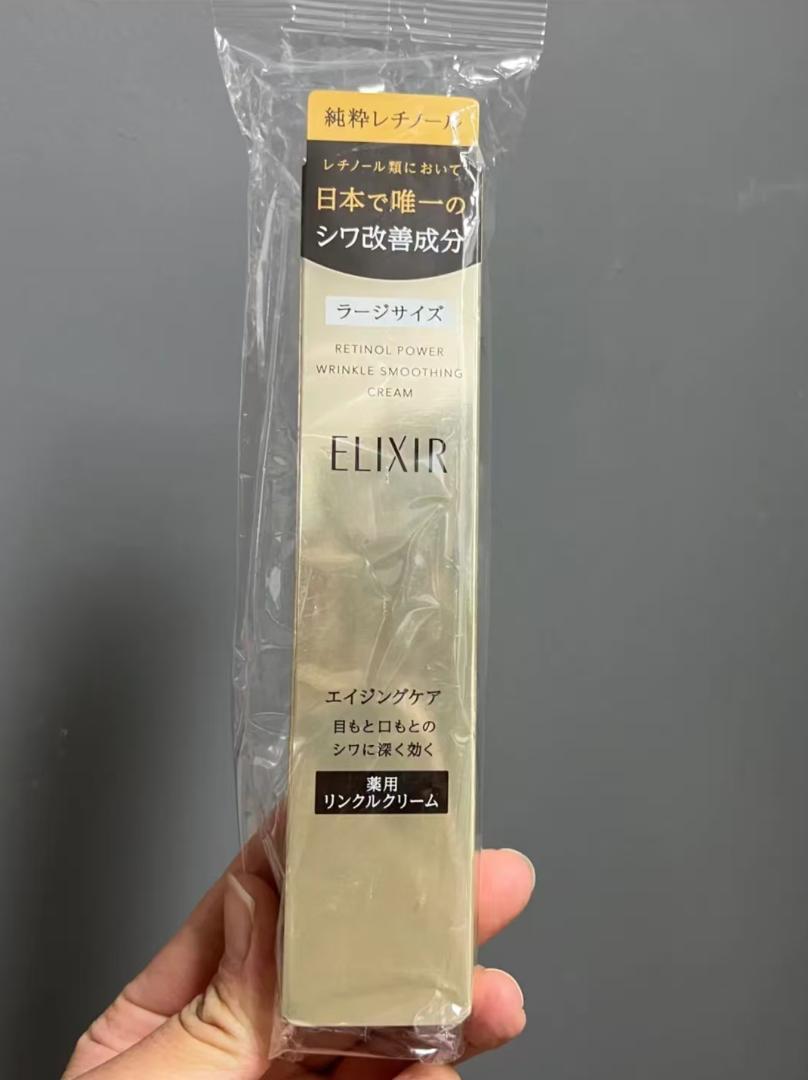 純粋レチノール
レチノール類において
日本で唯一の
シワ改善成分
ラージサイズ
RETINOL POWER
WRINKLE SMOOTHING
CREAM
ELIXIR
エイジングケア
目もと口もとの
シワに深く効く
薬用
リンクルクリーム